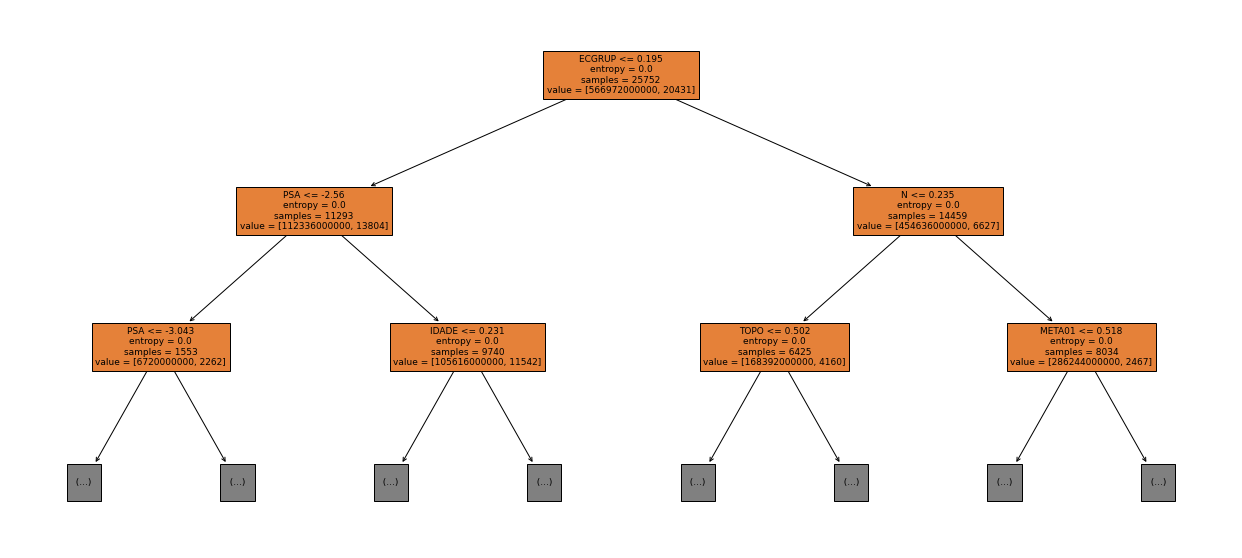 ECGRUP <= 0.195
entropy = 0.0
samples = 25752
value = [566972000000, 20431]
PSA <= -2.56
entropy = 0.0
samples = 11293
value = [112336000000, 13804]
N <= 0.235
entropy = 0.0
samples = 14459
value = [454636000000, 6627]
PSA <= -3.043
entropy = 0.0
samples = 1553
value = [6720000000, 2262]
IDADE <= 0.231
entropy = 0.0
samples = 9740
value = [105616000000, 11542]
TOPO <= 0.502
entropy = 0.0
samples = 6425
value = [168392000000, 4160]
META01 <= 0.518
entropy = 0.0
samples = 8034
value = [286244000000, 2467]
(...)
(...)
(...)
(...)
(...)
(...)
(...)
(...)